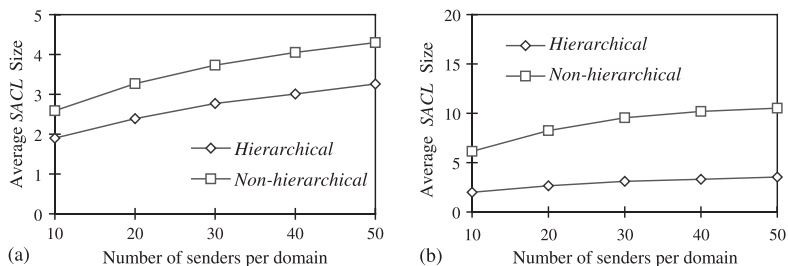 5
4
3
2
1
0
Average SACL Size
Hierarchical
Non-hierarchical
10 20 30 40 50
Number of senders per domain
(a)
20
15
10
5
0
Average SACL Size
Hierarchical
Non-hierarchical
10 20 30 40 50
Number of senders per domain
(b)